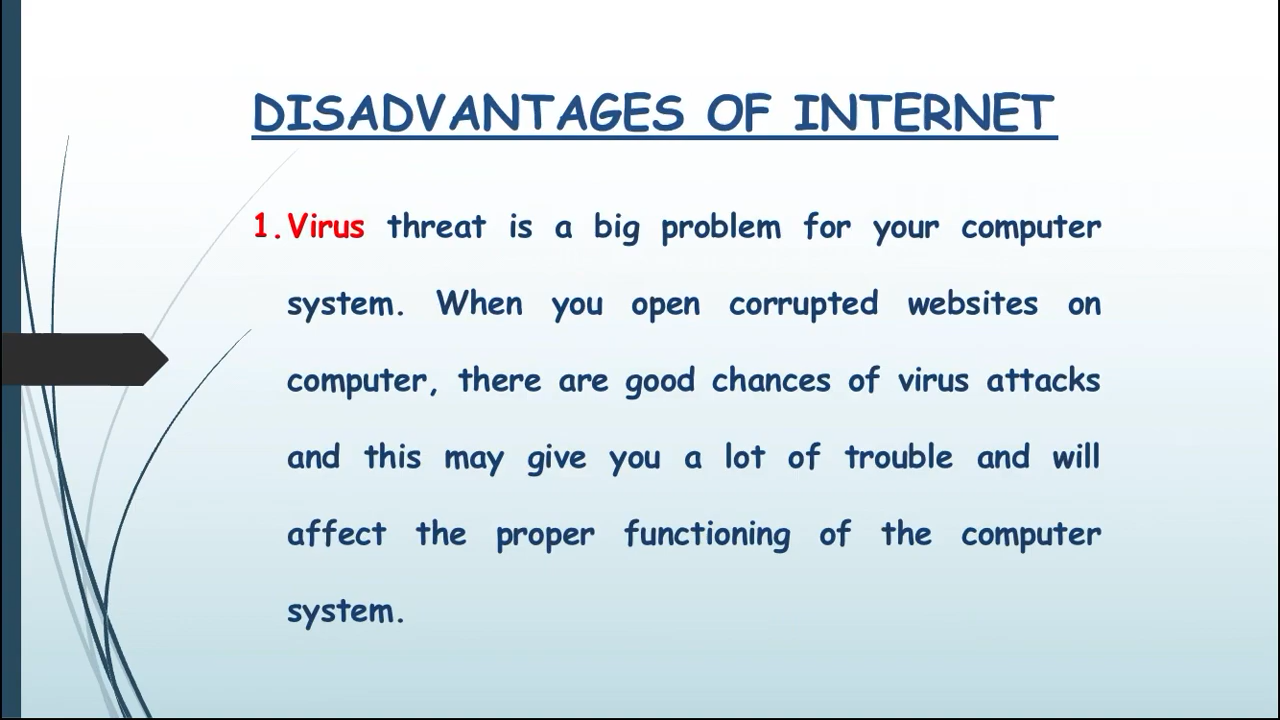 DISADVANTAGES OF INTERNET
1. Virus threat is a big problem for your computer
system. When you open corrupted websites on
computer, there are good chances of virus attacks
and this may give you a lot of trouble and will
affect the proper functioning of the computer
system.